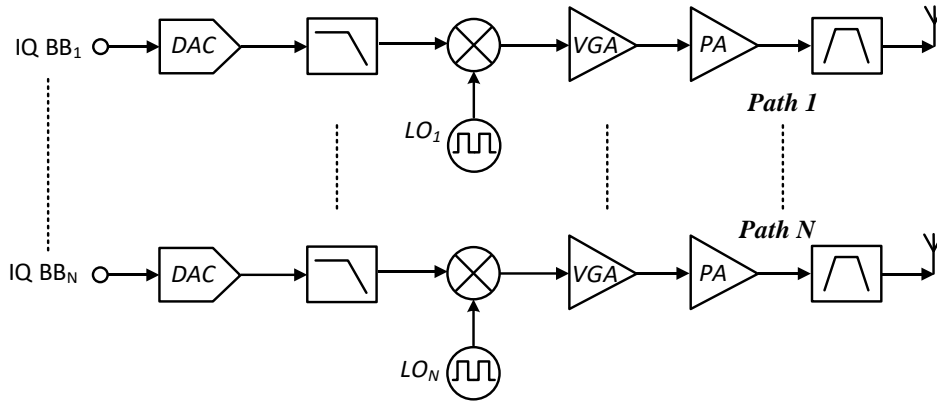 IQ BB1
DAC
VGA
PA
LO1
Path 1
Path N
IQ BBN
DAC
VGA
PA
LON